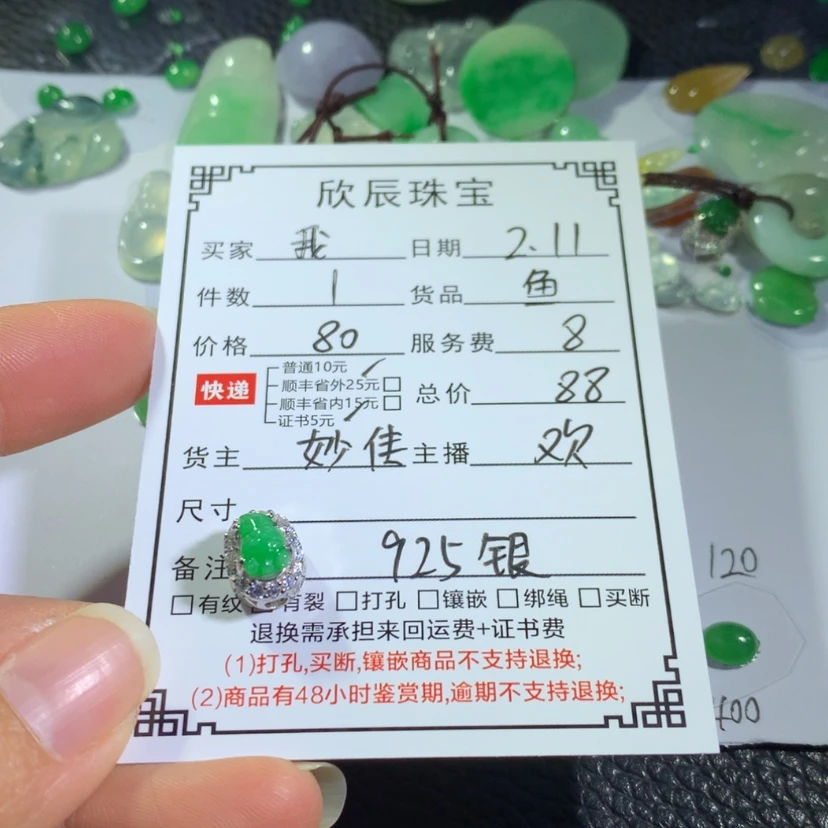 欣辰珠宝
买家 我 日期 2.11
件数 1 货品 鱼
价格 80 服务费 8
快递 普通10元 ✓
顺丰省外25元 □
顺丰省内15元 □
证书5元 ✓
总价 88
货主 妙佳 主播 欢
尺寸
备注 925银
□有纹 有裂 □打孔 □镶嵌 □绑绳 □买断
退换需承担来回运费+证书费
(1)打孔,买断,镶嵌商品不支持退换;
(2)商品有48小时鉴赏期,逾期不支持退换;
120
400